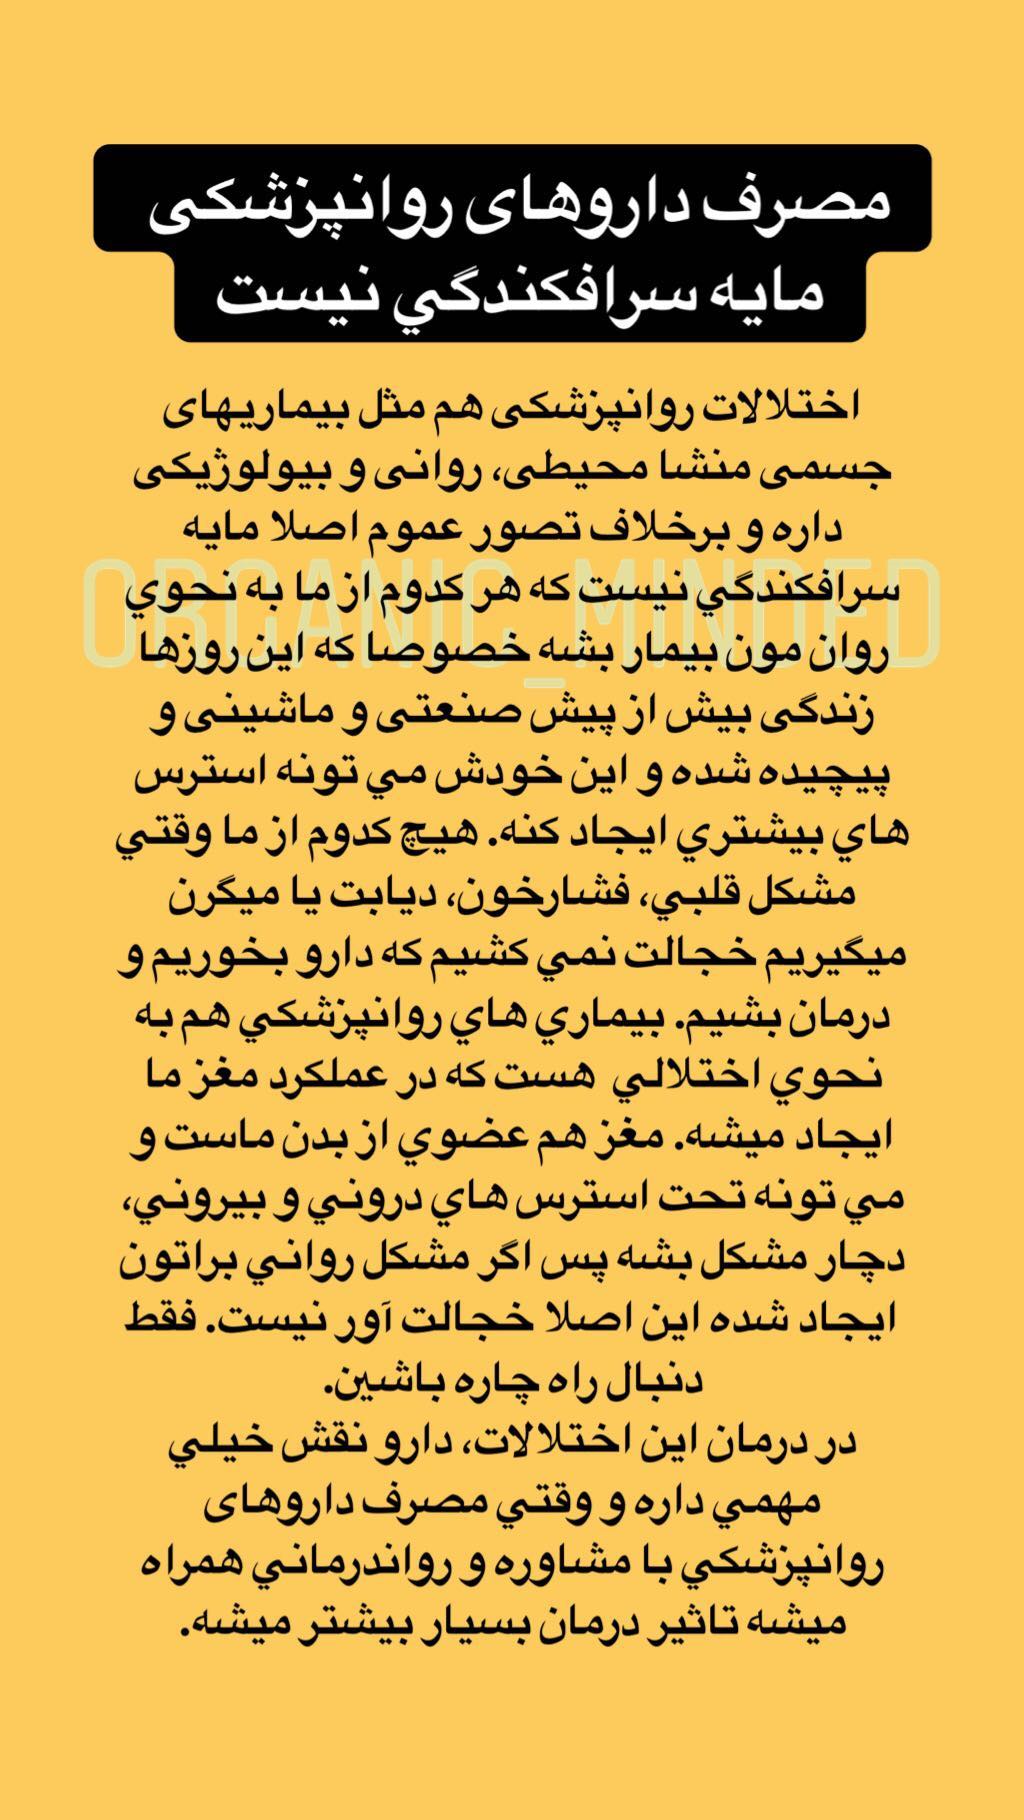 مصرف داروهای روانپزشکی
مایه سرافکندگي نیست
اختلالات روانپزشکی هم مثل بیماریهای
جسمی منشا محیطی، روانی و بیولوژیکی
داره و برخلاف تصور عموم اصلا مایه
سرافکندگي نیست که هر کدوم از ما به نحوي
روان مون بیمار بشه خصوصا که این روزها
ORGANIC_MINDED
زندگی بیش از پیش صنعتی و ماشینی و
پیچیده شده و این خودش مي تونه استرس
هاي بیشتري ایجاد کنه. هیچ کدوم از ما وقتي
مشکل قلبي، فشارخون، دیابت یا میگرن
میگیریم خجالت نمي کشیم که دارو بخوریم و
درمان بشیم. بیماري هاي روانپزشکي هم به
نحوي اختلالي هست که در عملکرد مغز ما
ایجاد میشه. مغز هم عضوي از بدن ماست و
مي تونه تحت استرس هاي دروني و بیروني،
دچار مشکل بشه پس اگر مشکل رواني براتون
ایجاد شده این اصلا خجالت آور نیست. فقط
دنبال راه چاره باشین.
در درمان این اختلالات، دارو نقش خیلي
مهمي داره و وقتي مصرف داروهای
روانپزشکي با مشاوره و رواندرماني همراه
میشه تاثیر درمان بسیار بیشتر میشه.